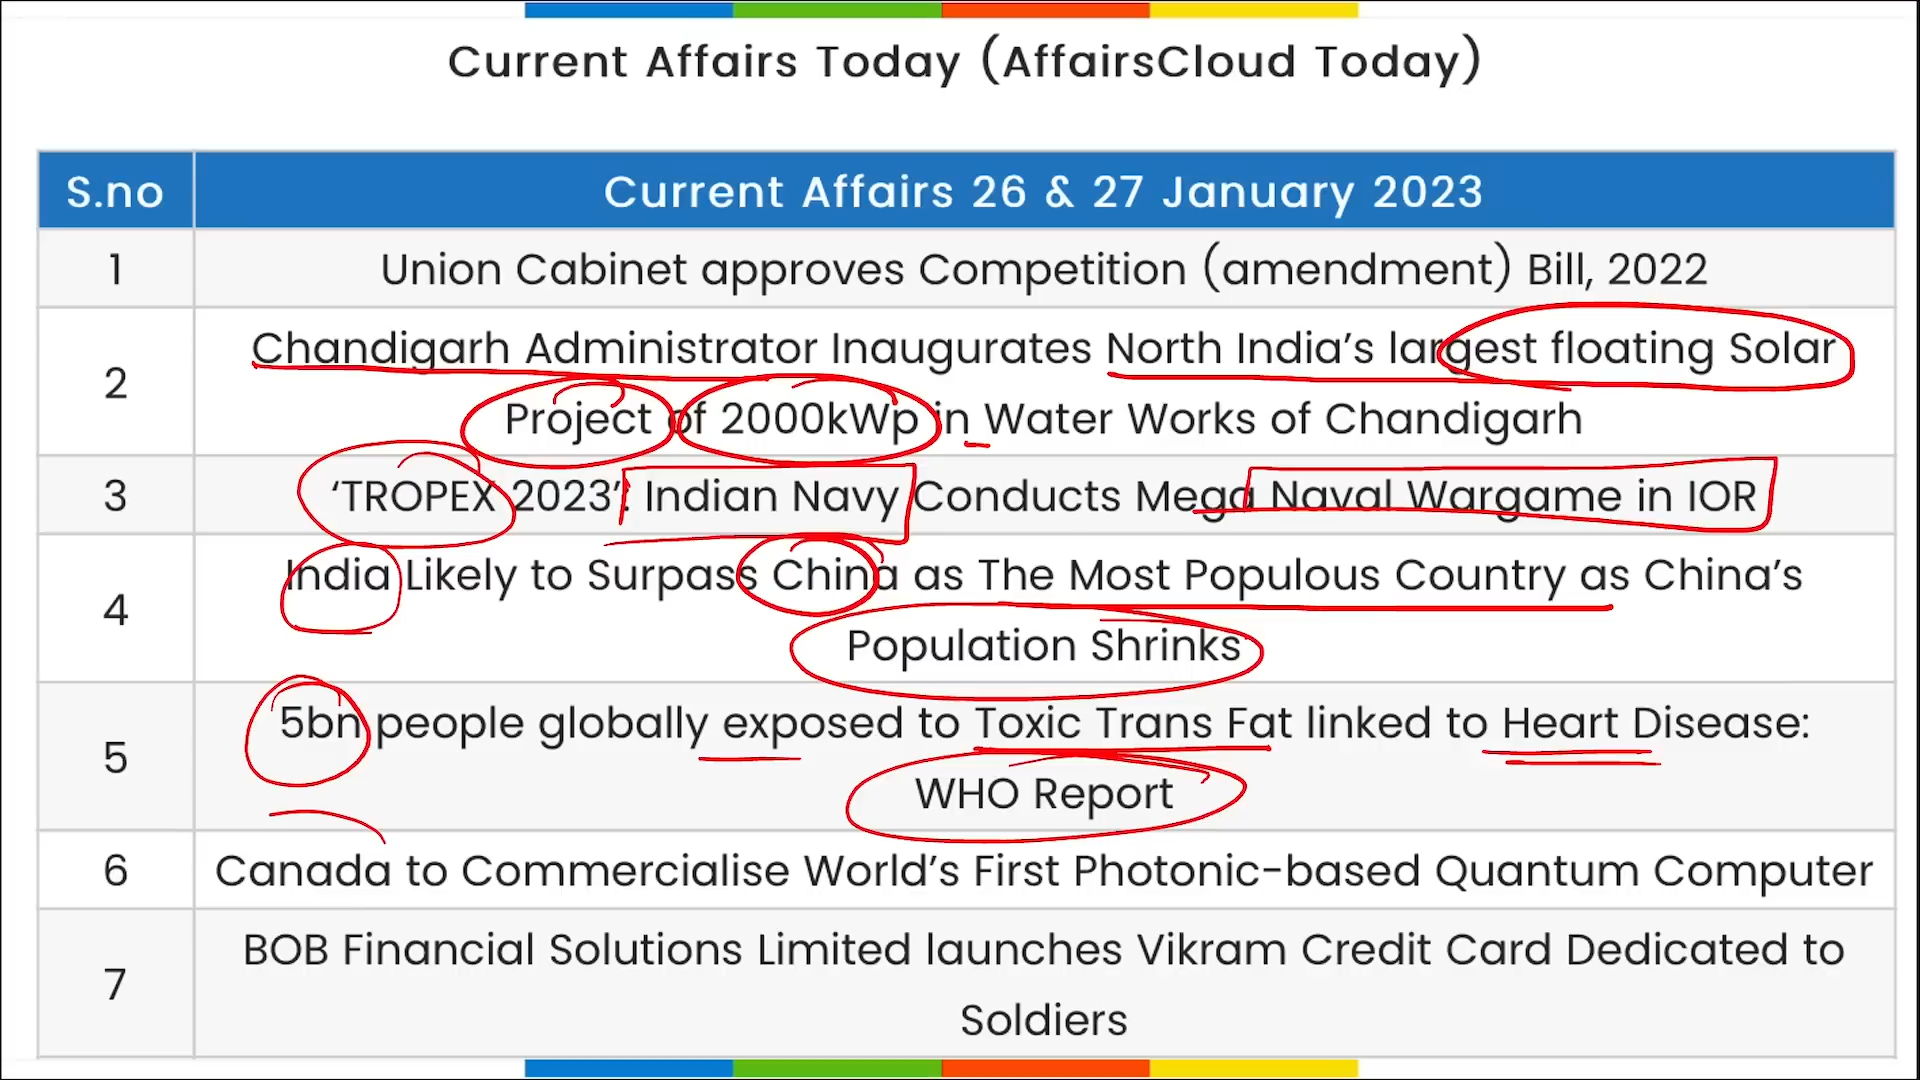 Current Affairs Today (AffairsCloud Today)
S.no
Current Affairs 26 & 27 January 2023
1
Union Cabinet approves Competition (amendment) Bill, 2022
2
Chandigarh Administrator Inaugurates North India’s largest floating Solar
Project of 2000kWp in Water Works of Chandigarh
3
‘TROPEX 2023’: Indian Navy Conducts Mega Naval Wargame in IOR
4
India Likely to Surpass China as The Most Populous Country as China’s
Population Shrinks
5
5bn people globally exposed to Toxic Trans Fat linked to Heart Disease:
WHO Report
6
Canada to Commercialise World’s First Photonic-based Quantum Computer
7
BOB Financial Solutions Limited launches Vikram Credit Card Dedicated to
Soldiers